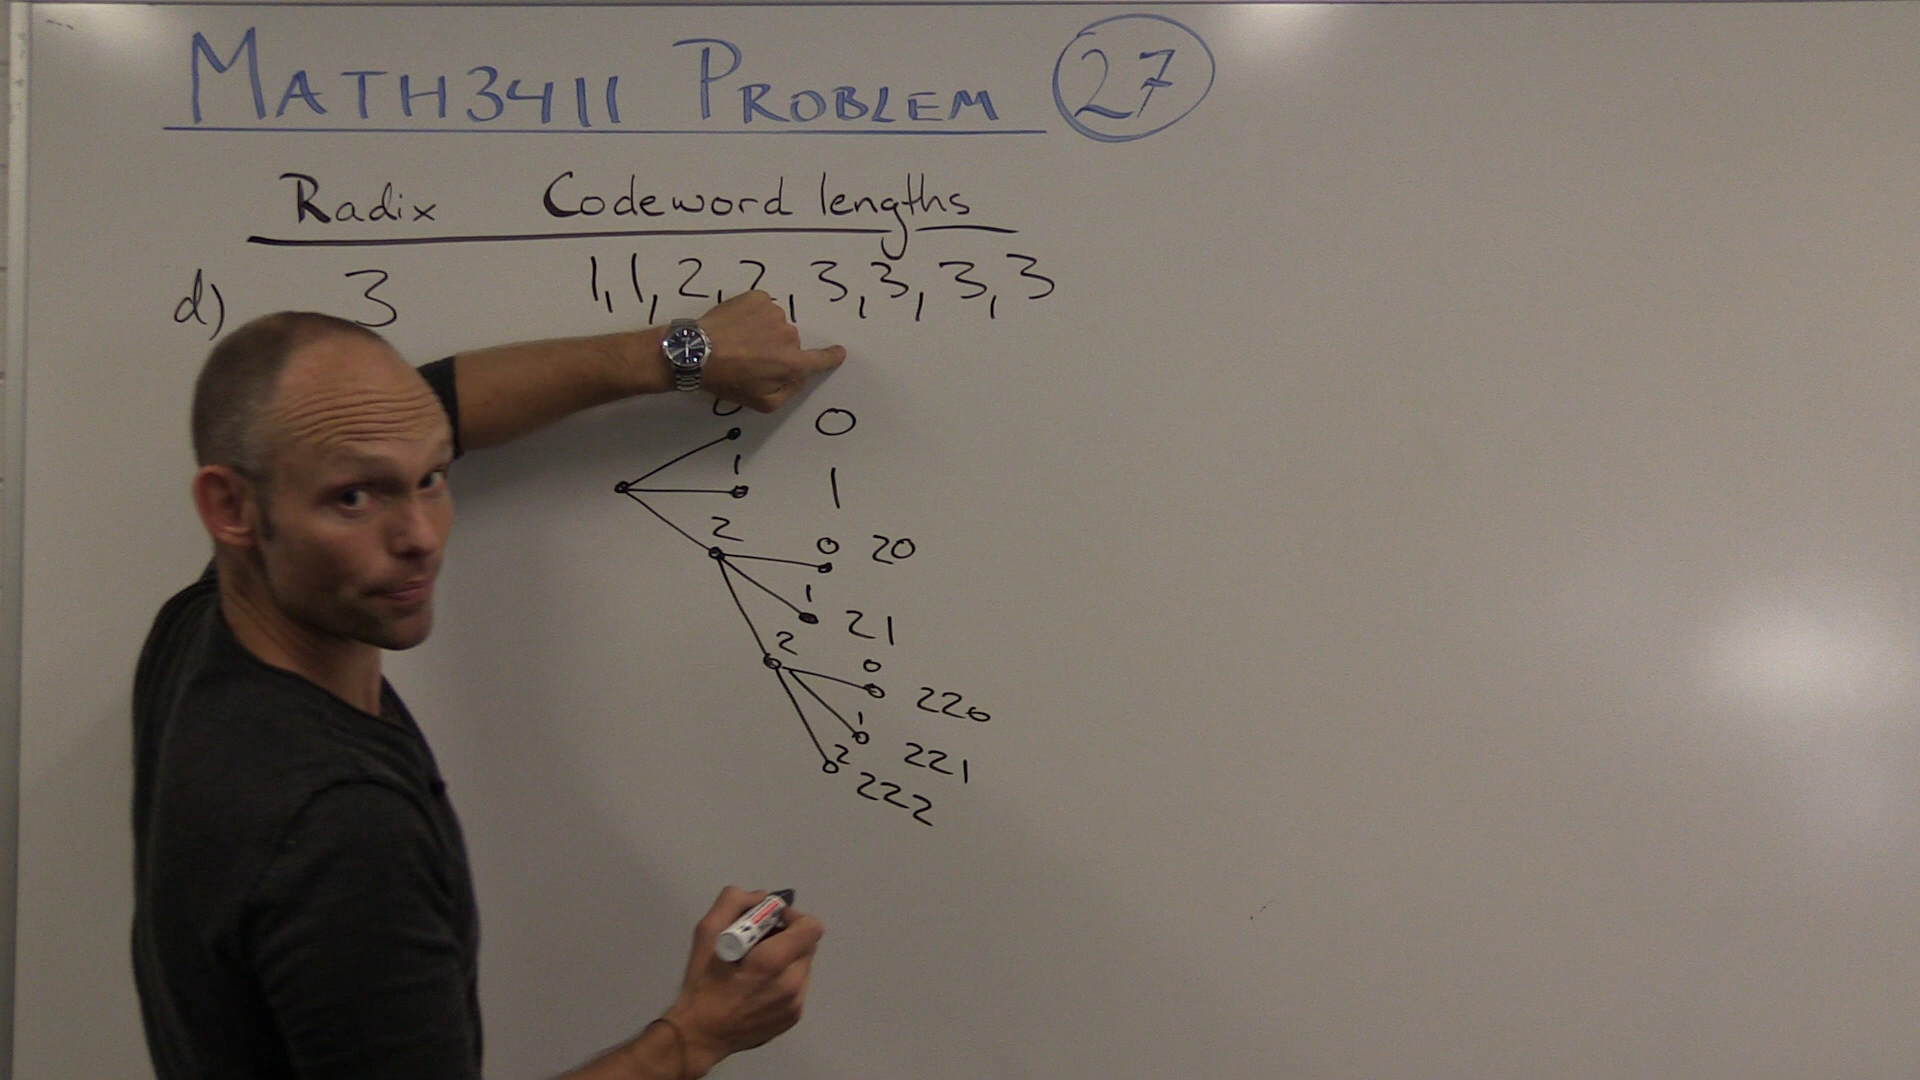 MATH3411 PROBLEM 27
Radix Codeword lengths
d) 3 1,1,2,2,3,3,3,3
0 0
1 1
2 0 20
1 21
2 0 220
1 221
2 222